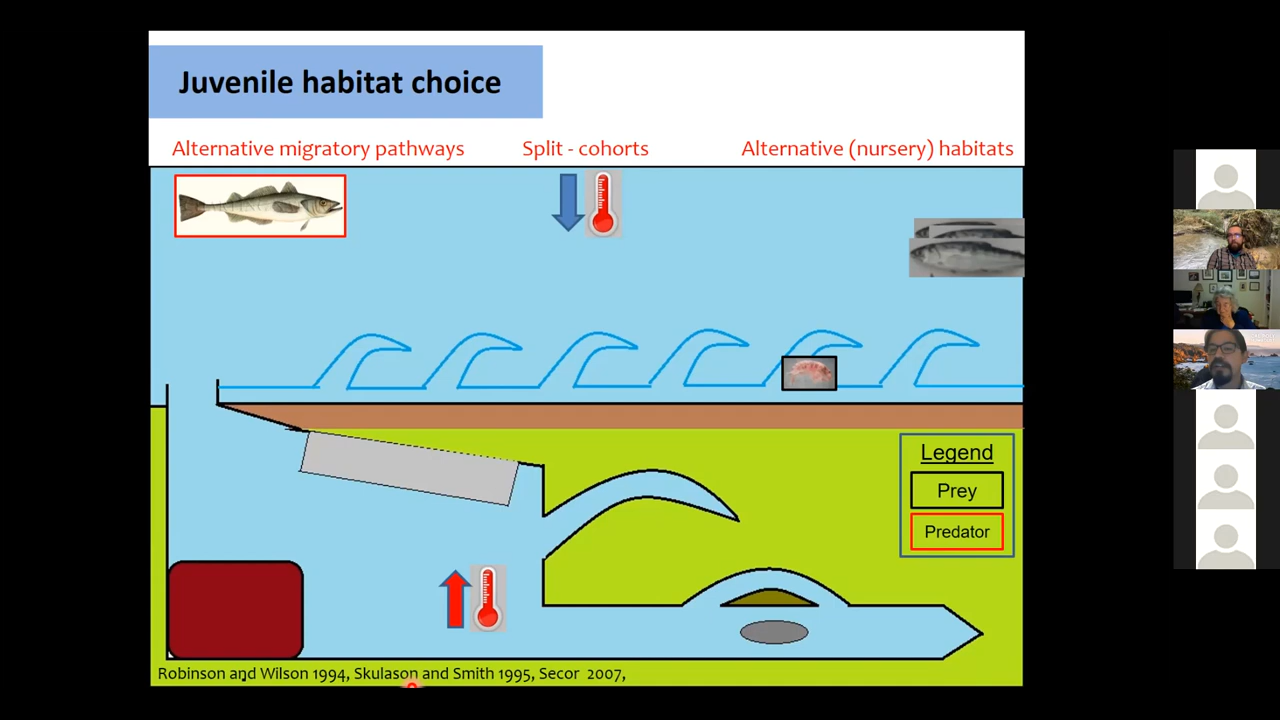 Juvenile habitat choice
Alternative migratory pathways
Split - cohorts
Alternative (nursery) habitats
Legend
Prey
Predator
Robinson and Wilson 1994, Skulason and Smith 1995, Secor 2007,